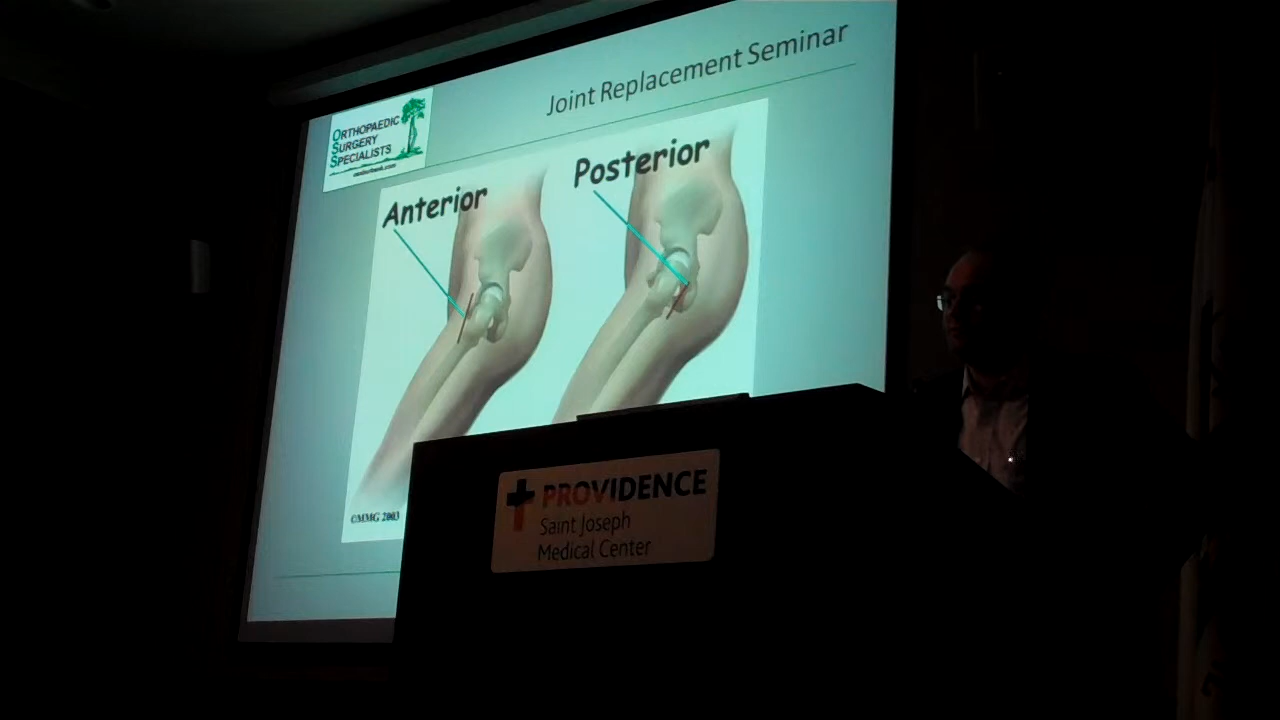 Joint Replacement Seminar
ORTHOPAEDIC
SURGERY
SPECIALISTS
Anterior
Posterior
©MMG 2003
PROVIDENCE
Saint Joseph
Medical Center